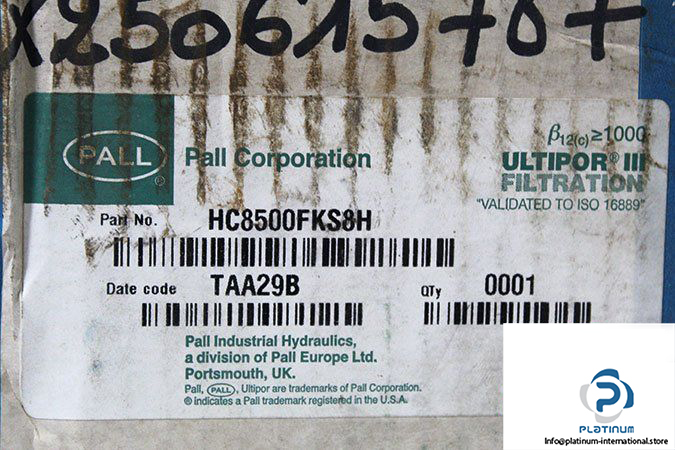 X250615787
PALL ®
Pall Corporation
β12(c)≥1000
ULTIPOR® III
FILTRATION
"VALIDATED TO ISO 16889"
Part No. HC8500FKS8H
Date code TAA29B QTy 0001
Pall Industrial Hydraulics,
a division of Pall Europe Ltd.
Portsmouth, UK.
Pall, PALL, Ultipor are trademarks of Pall Corporation.
® indicates a Pall trademark registered in the U.S.A.
PLATINUM
Info@platinum-international.store